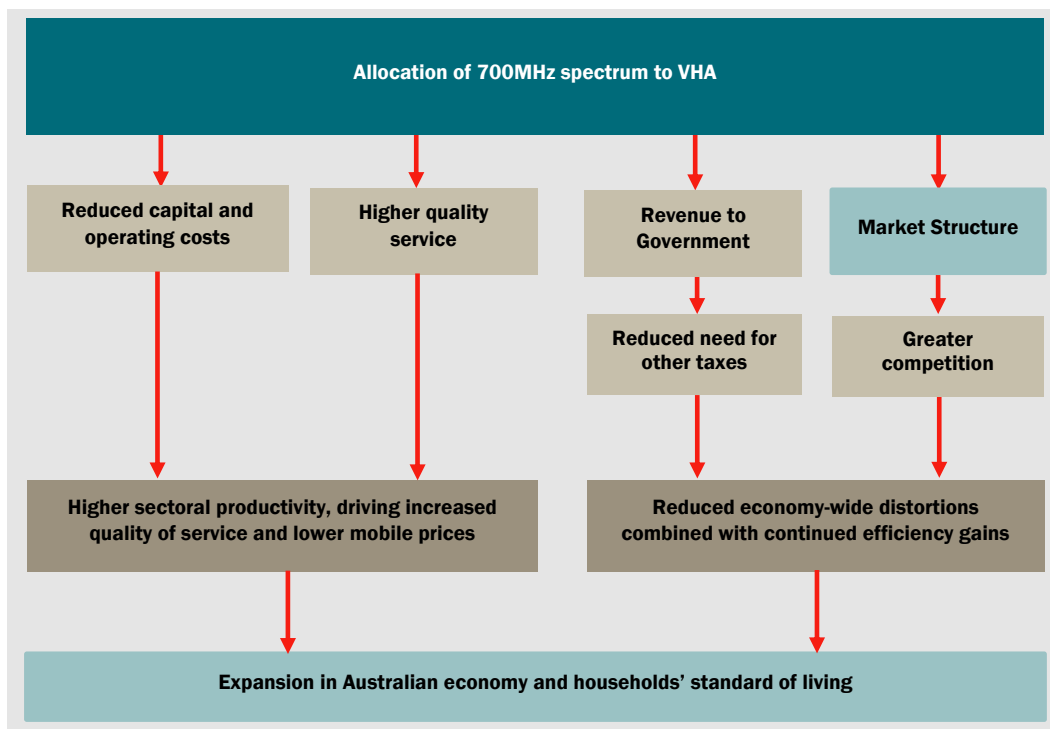 Allocation of 700MHz spectrum to VHA
Reduced capital and
operating costs
Higher quality
service
Revenue to
Government
Market Structure
Reduced need for
other taxes
Greater
competition
Higher sectoral productivity, driving increased
quality of service and lower mobile prices
Reduced economy-wide distortions
combined with continued efficiency gains
Expansion in Australian economy and households’ standard of living